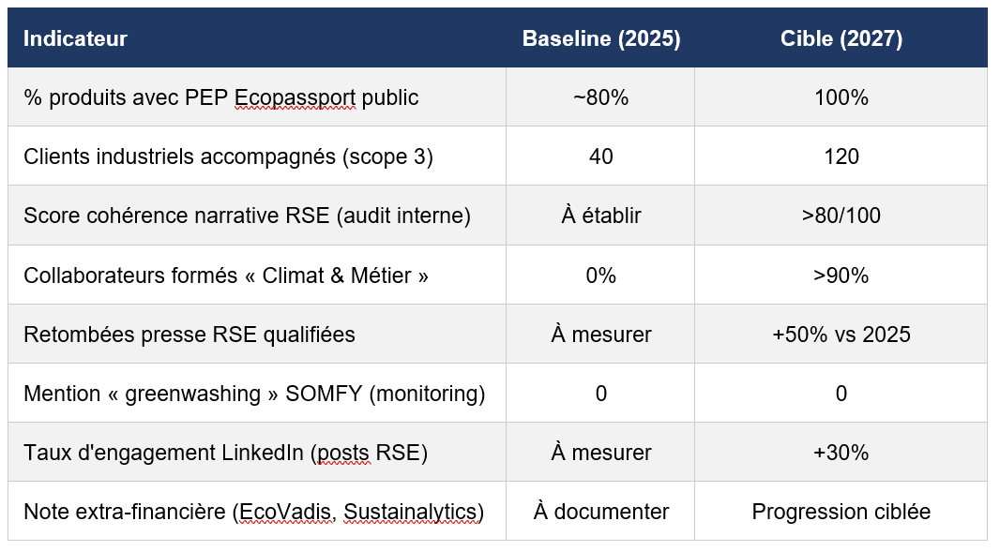 Indicateur Baseline (2025) Cible (2027)
% produits avec PEP Ecopassport public ~80% 100%
Clients industriels accompagnés (scope 3) 40 120
Score cohérence narrative RSE (audit interne) À établir >80/100
Collaborateurs formés « Climat & Métier » 0% >90%
Retombées presse RSE qualifiées À mesurer +50% vs 2025
Mention « greenwashing » SOMFY (monitoring) 0 0
Taux d'engagement LinkedIn (posts RSE) À mesurer +30%
Note extra-financière (EcoVadis, Sustainalytics) À documenter Progression ciblée